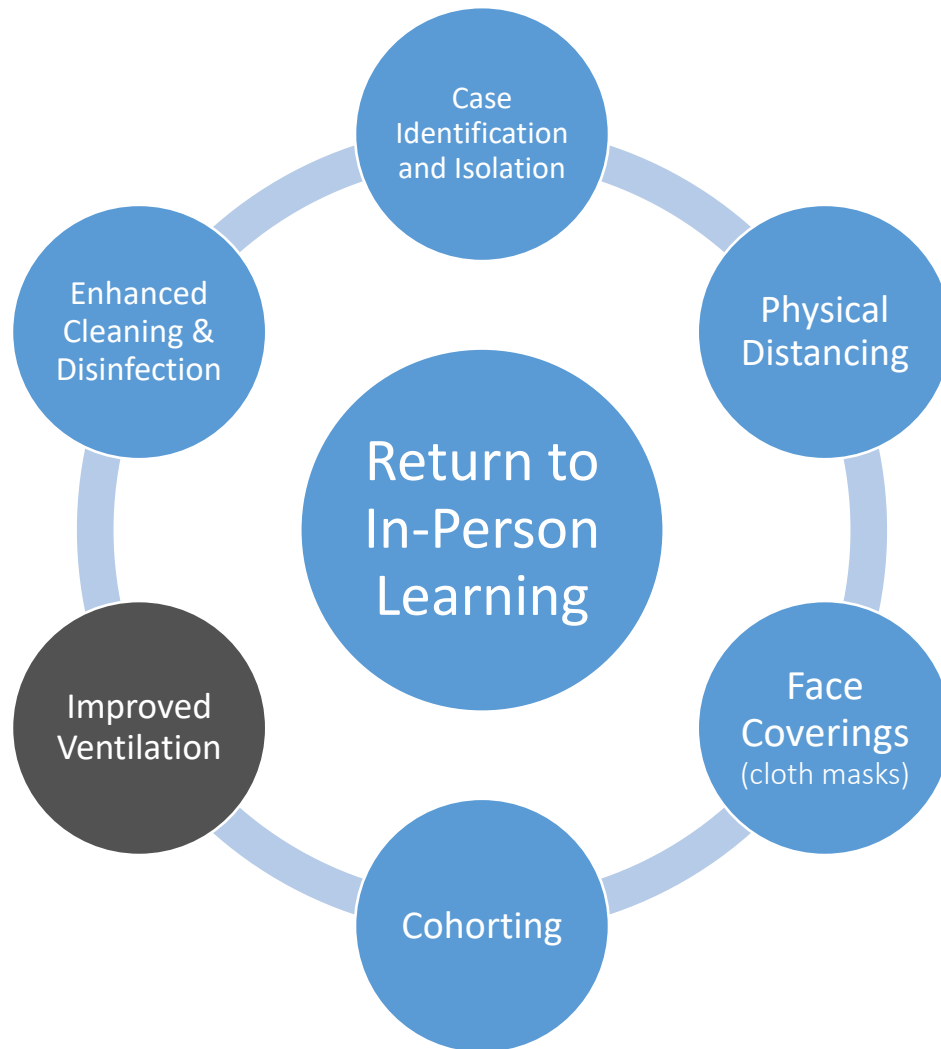 Case
Identification
and Isolation
Physical
Distancing
Face
Coverings
(cloth masks)
Cohorting
Improved
Ventilation
Enhanced
Cleaning &
Disinfection
Return to
In-Person
Learning